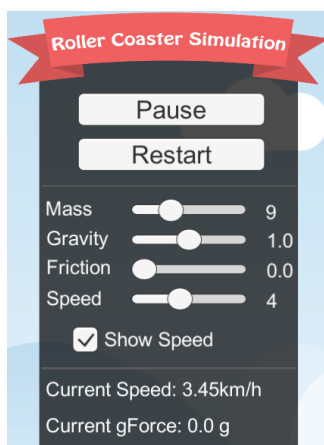 Roller Coaster Simulation
Pause
Restart
Mass 9
Gravity 1.0
Friction 0.0
Speed 4
Show Speed
Current Speed: 3.45km/h
Current gForce: 0.0 g